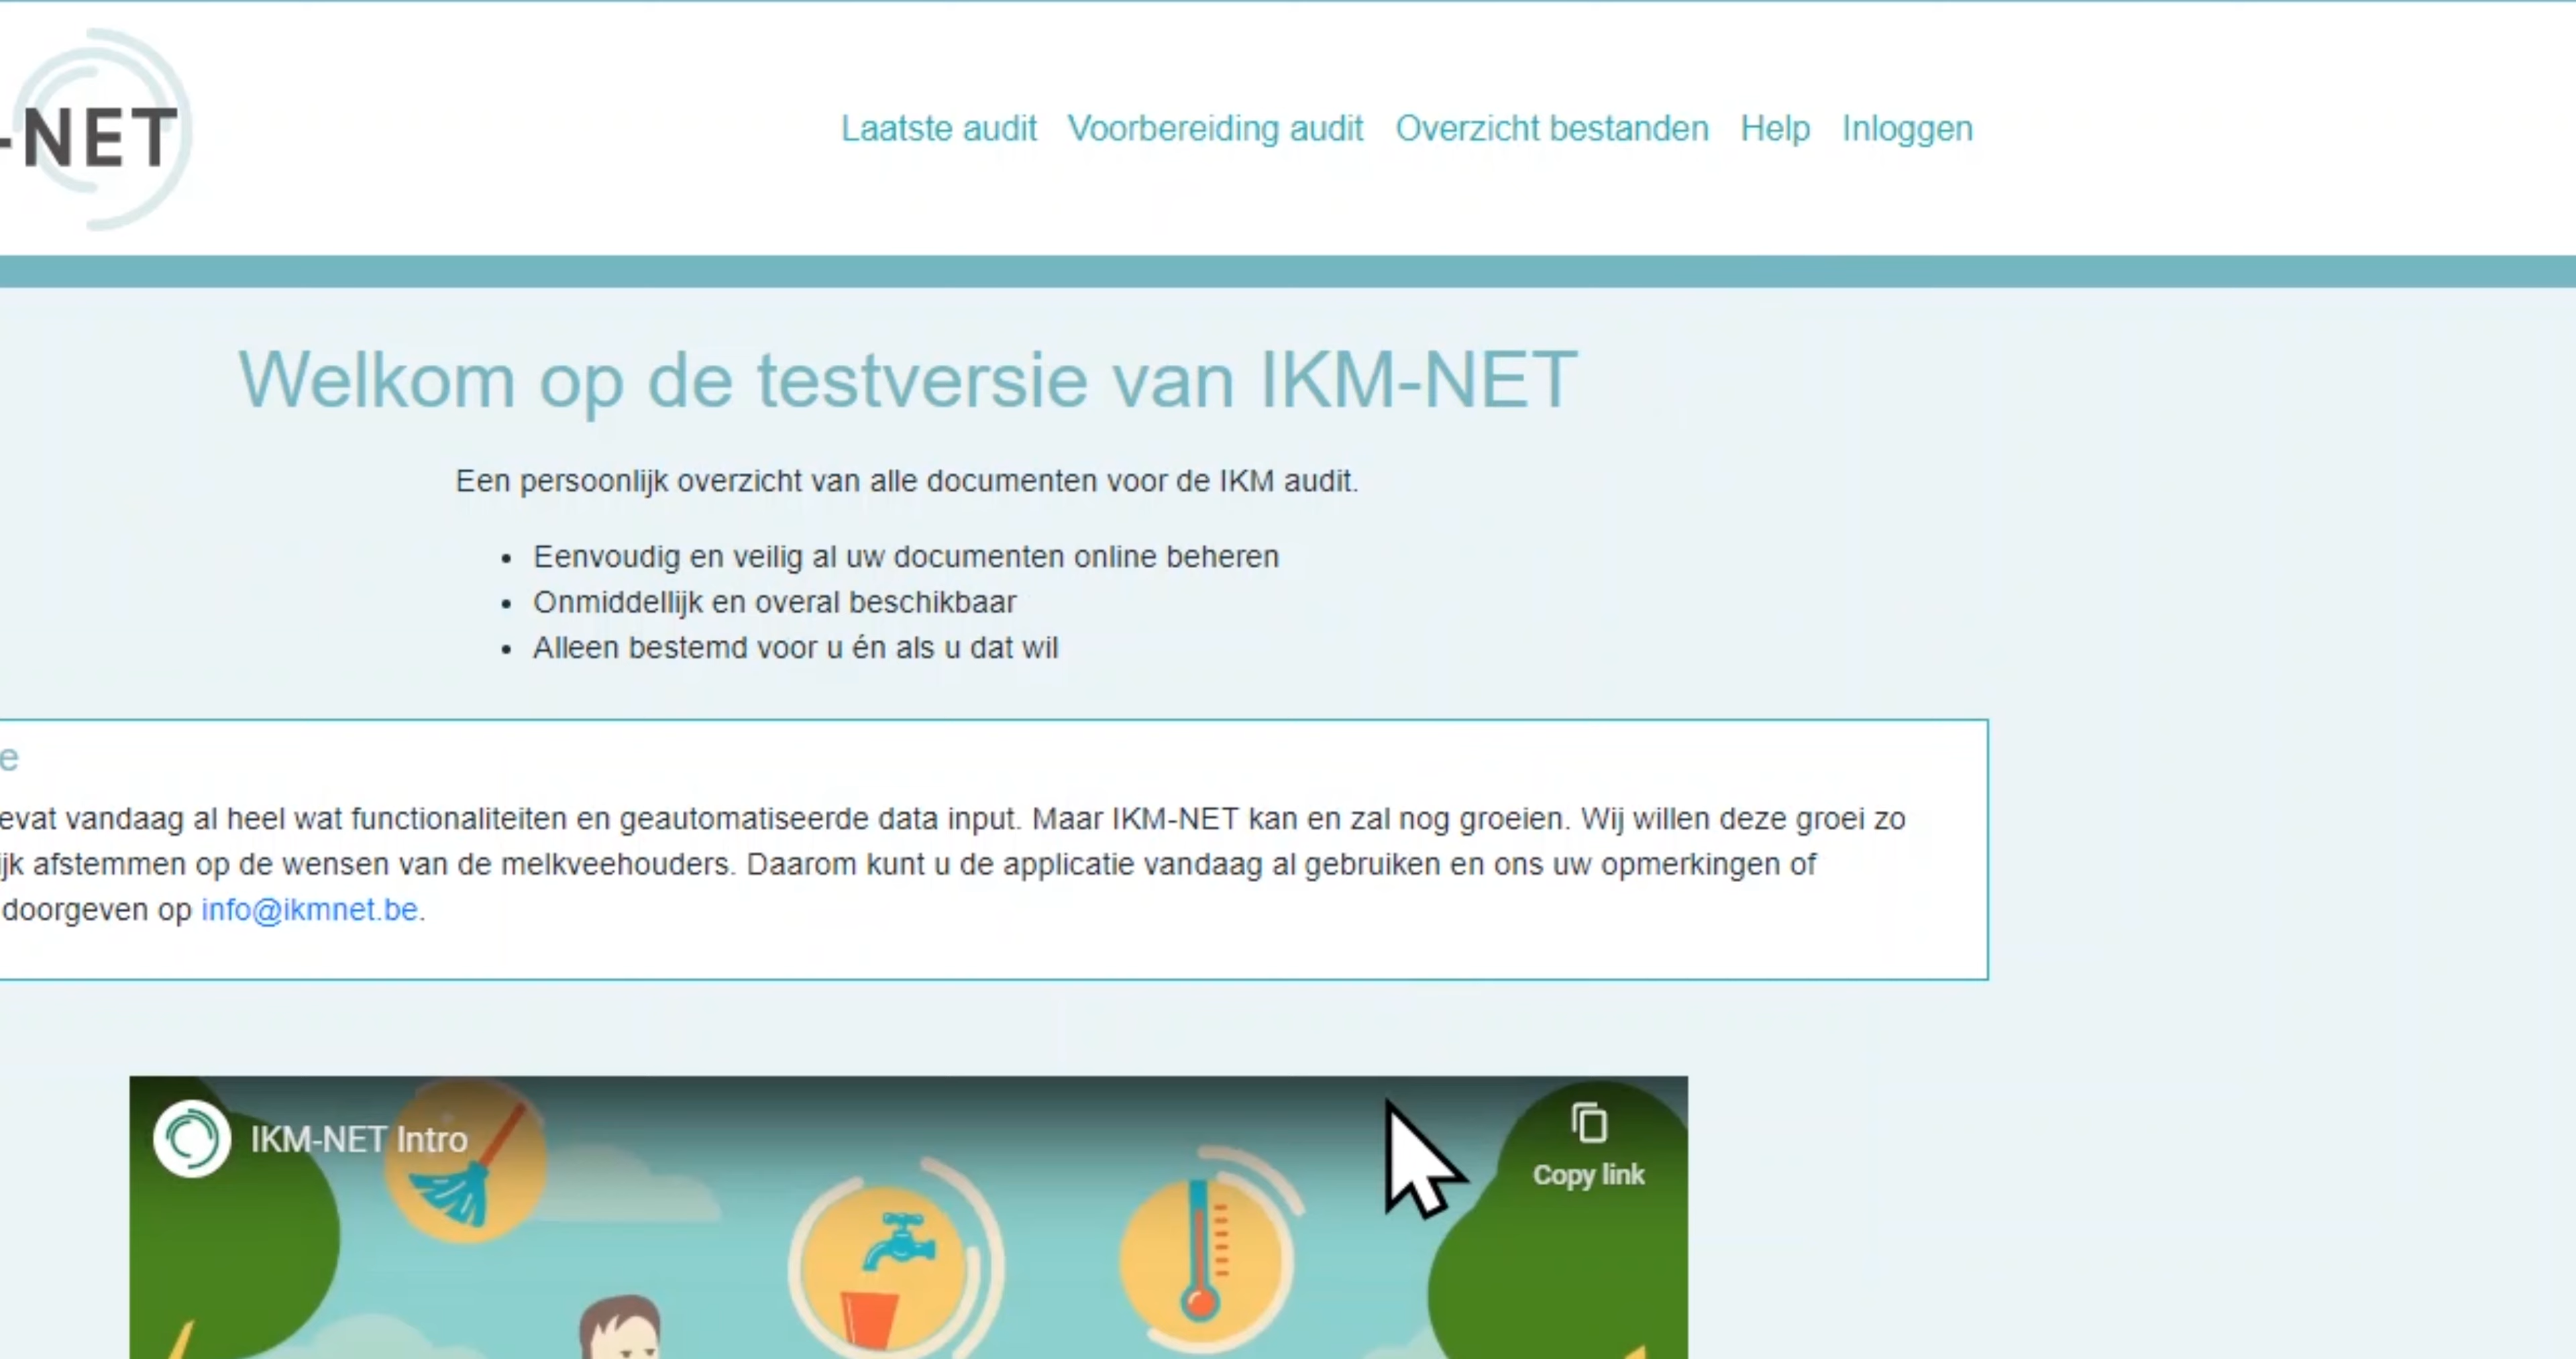 -NET
Laatste audit Voorbereiding audit Overzicht bestanden Help Inloggen
Welkom op de testversie van IKM-NET
Een persoonlijk overzicht van alle documenten voor de IKM audit.
• Eenvoudig en veilig al uw documenten online beheren
• Onmiddellijk en overal beschikbaar
• Alleen bestemd voor u én als u dat wil
e
evat vandaag al heel wat functionaliteiten en geautomatiseerde data input. Maar IKM-NET kan en zal nog groeien. Wij willen deze groei zo
ijk afstemmen op de wensen van de melkveehouders. Daarom kunt u de applicatie vandaag al gebruiken en ons uw opmerkingen of
doorgeven op info@ikmnet.be.
IKM-NET Intro
Copy link